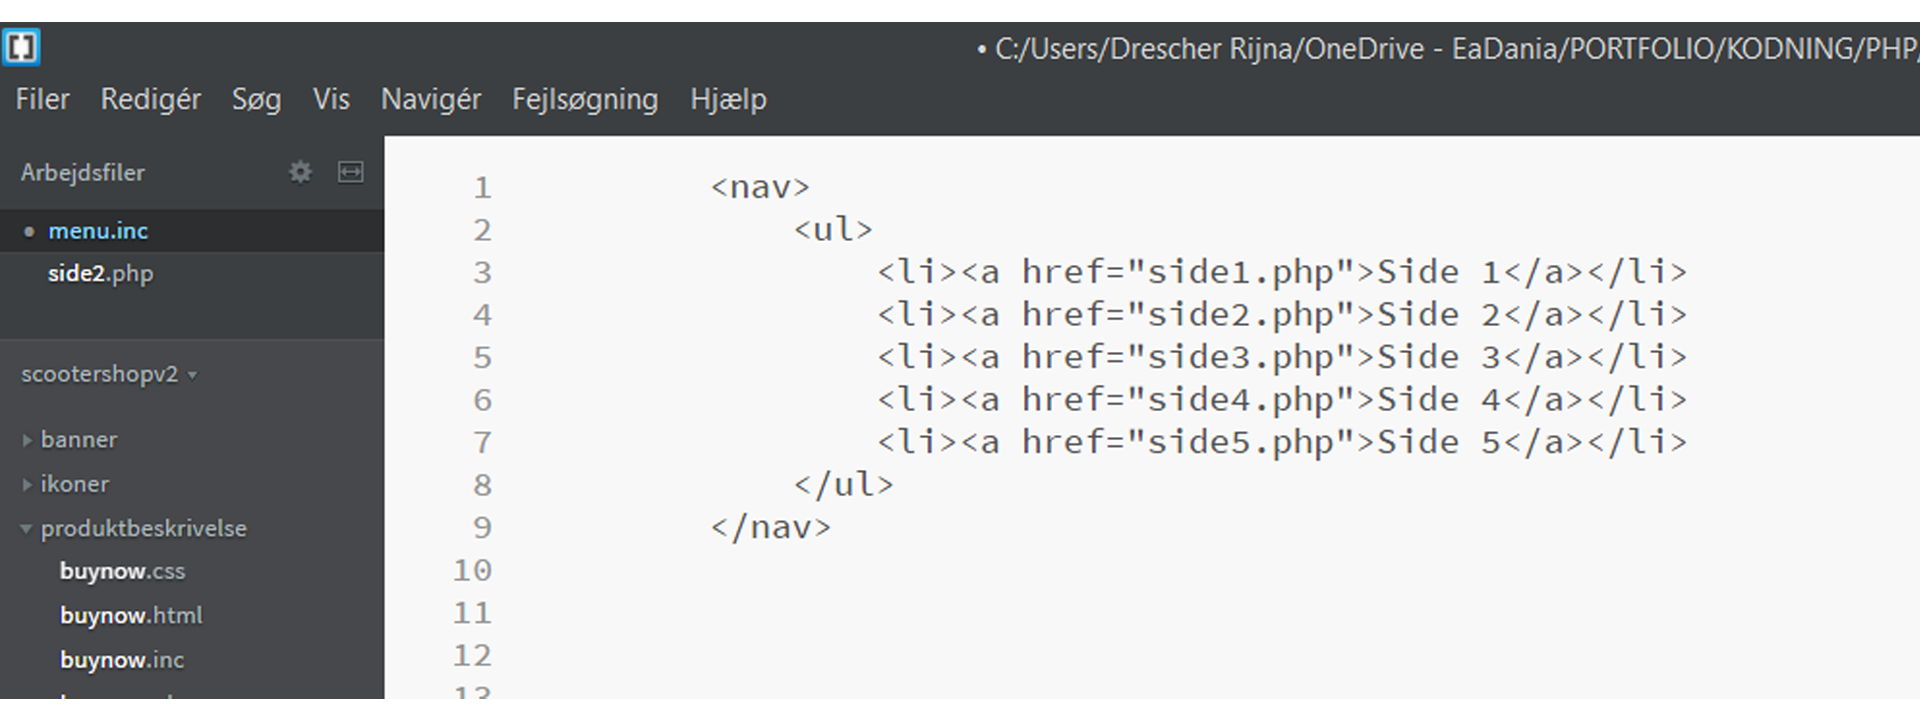 • C:/Users/Drescher Rijna/OneDrive - EaDania/PORTFOLIO/KODNING/PHP/
Filer Redigér Søg Vis Navigér Fejlsøgning Hjælp
Arbejdsfiler
• menu.inc
side2.php
scootershopv2
banner
ikoner
produktbeskrivelse
buynow.css
buynow.html
buynow.inc
1 <nav>
2 <ul>
3 <li><a href="side1.php">Side 1</a></li>
4 <li><a href="side2.php">Side 2</a></li>
5 <li><a href="side3.php">Side 3</a></li>
6 <li><a href="side4.php">Side 4</a></li>
7 <li><a href="side5.php">Side 5</a></li>
8 </ul>
9 </nav>
10
11
12
13